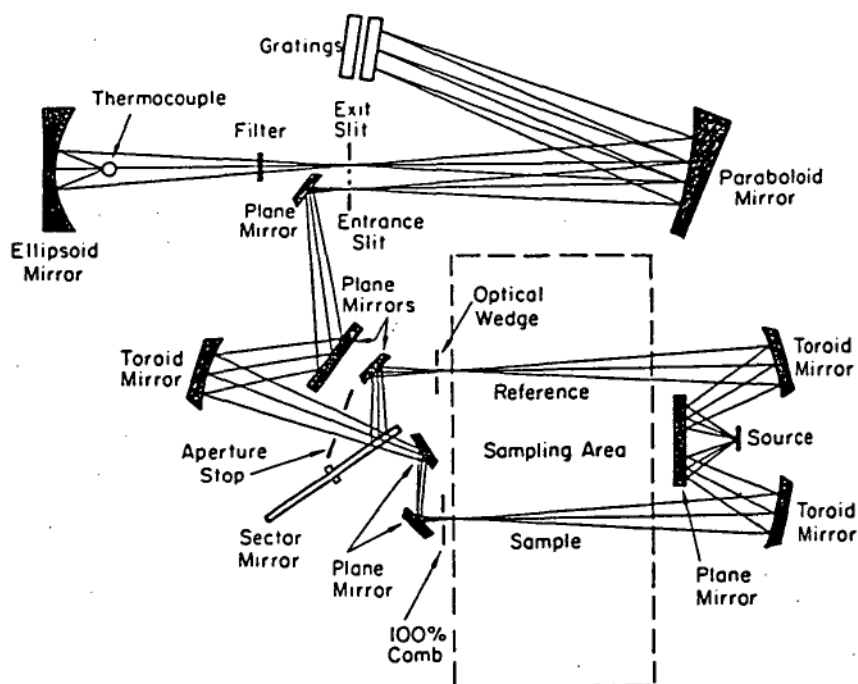 Gratings
Thermocouple
Filter
Exit
Slit
Paraboloid
Mirror
Plane
Mirror
Entrance
Slit
Ellipsoid
Mirror
Plane
Mirrors
Optical
Wedge
Toroid
Mirror
Toroid
Mirror
Reference
Aperture
Stop
Sampling Area
Source
Sector
Mirror
Plane
Mirror
Sample
Toroid
Mirror
Plane
Mirror
100%
Comb